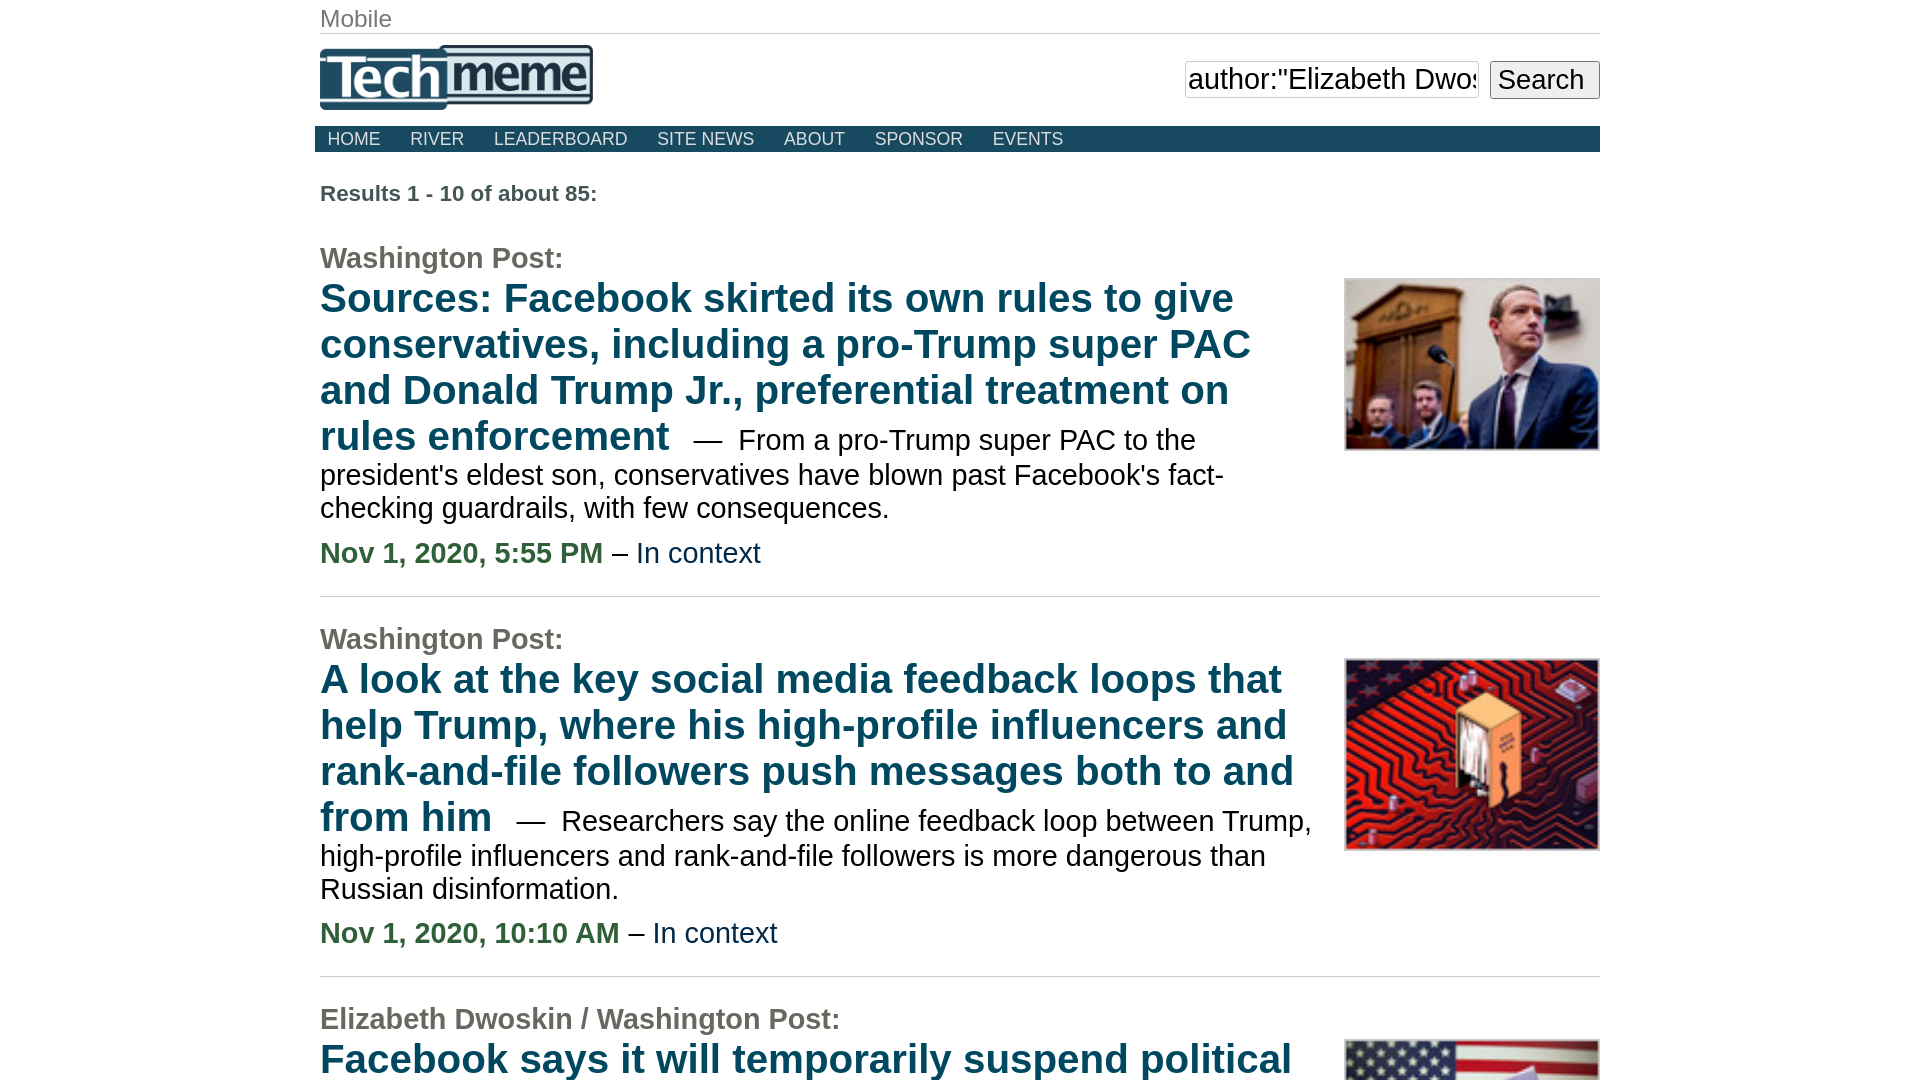 Mobile
Techmeme
author:"Elizabeth Dwos
Search
HOME RIVER LEADERBOARD SITE NEWS ABOUT SPONSOR EVENTS
Results 1 - 10 of about 85:
Washington Post:
Sources: Facebook skirted its own rules to give
conservatives, including a pro-Trump super PAC
and Donald Trump Jr., preferential treatment on
rules enforcement — From a pro-Trump super PAC to the
president's eldest son, conservatives have blown past Facebook's fact-
checking guardrails, with few consequences.
Nov 1, 2020, 5:55 PM – In context
Washington Post:
A look at the key social media feedback loops that
help Trump, where his high-profile influencers and
rank-and-file followers push messages both to and
from him — Researchers say the online feedback loop between Trump,
high-profile influencers and rank-and-file followers is more dangerous than
Russian disinformation.
Nov 1, 2020, 10:10 AM – In context
Elizabeth Dwoskin / Washington Post:
Facebook says it will temporarily suspend political